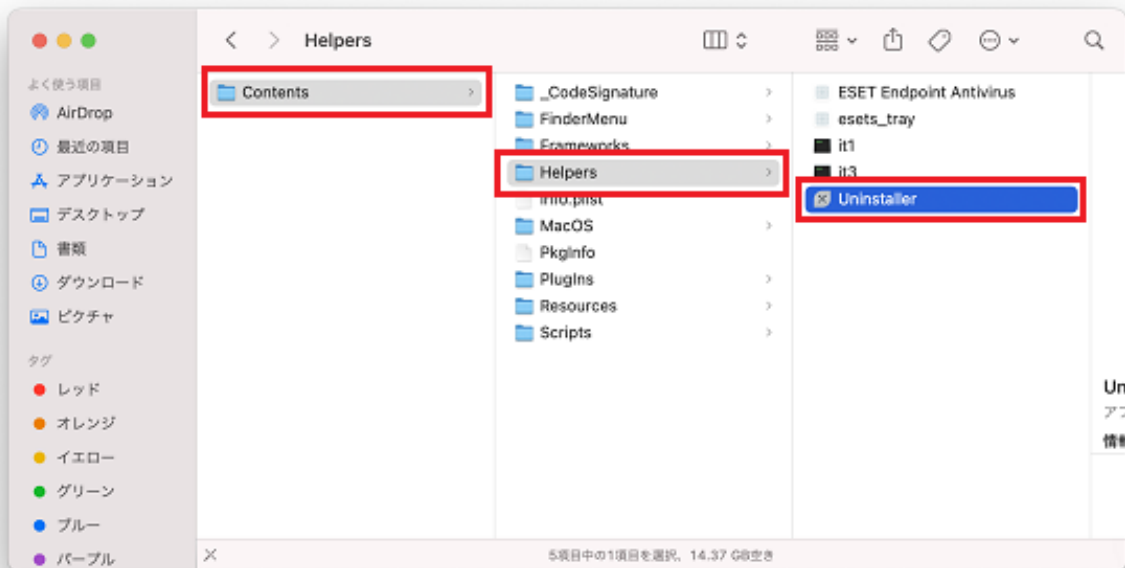 Helpers
よく使う項目
AirDrop
最近の項目
アプリケーション
デスクトップ
書類
ダウンロード
ピクチャ
タグ
レッド
オレンジ
イエロー
グリーン
ブルー
パープル
Contents
_CodeSignature
FinderMenu
Frameworks
Helpers
Info.plist
MacOS
PkgInfo
PlugIns
Resources
Scripts
ESET Endpoint Antivirus
esets_tray
it1
it3
Uninstaller
Un
アプ
情報
5項目中の1項目を選択、14.37 GB空き